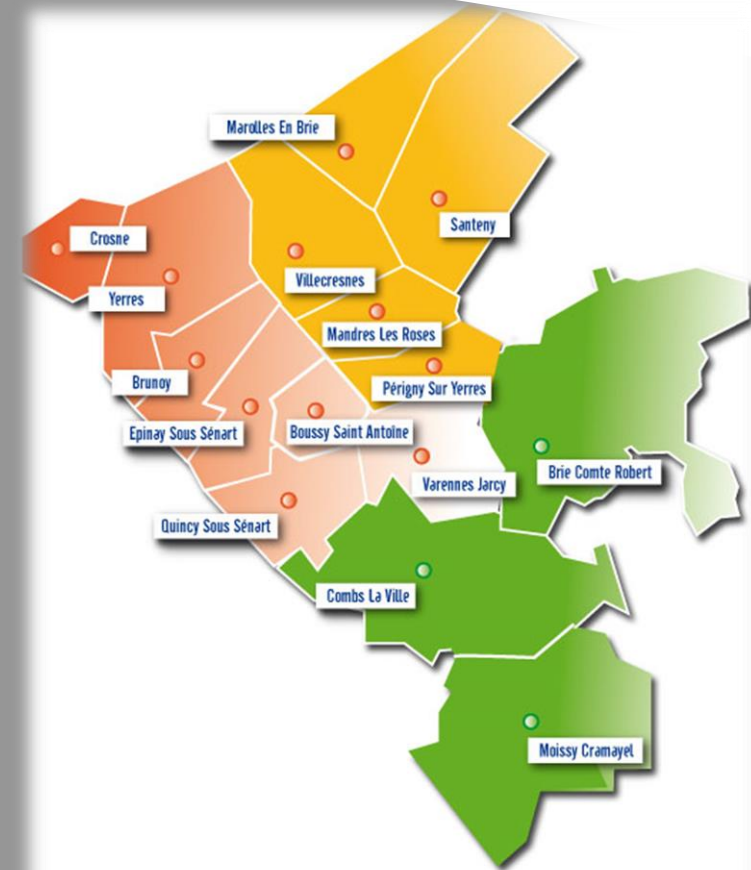 Marolles En Brie
Santeny
Crosne
Villecresnes
Yerres
Mandres Les Roses
Brunoy
Périgny Sur Yerres
Epinay Sous Sénart
Boussy Saint Antoine
Brie Comte Robert
Varennes Jarcy
Quincy Sous Sénart
Combs La Ville
Moissy Cramayel